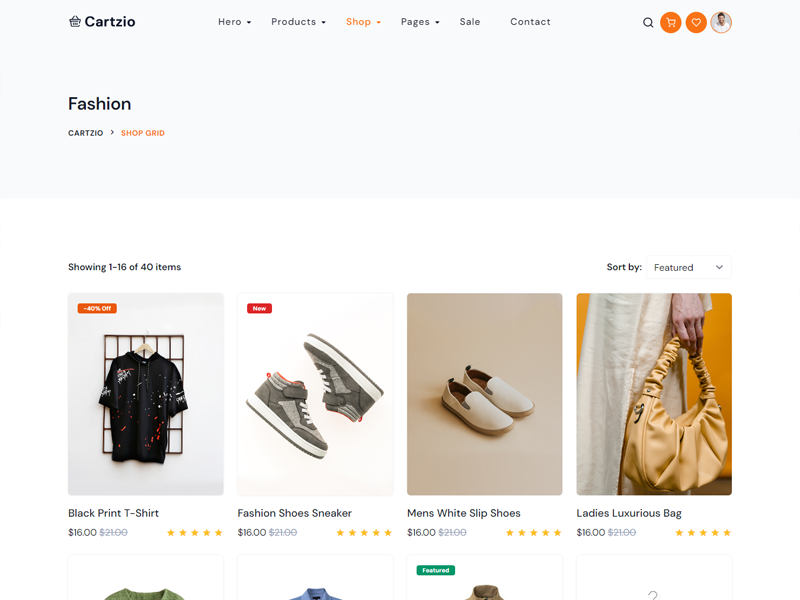 Cartzio
Hero Products Shop Pages Sale Contact
Fashion
CARTZIO > SHOP GRID
Showing 1-16 of 40 items
Sort by: Featured
-40% Off
New
Black Print T-Shirt
$16.00 $21.00
Fashion Shoes Sneaker
$16.00 $21.00
Mens White Slip Shoes
$16.00 $21.00
Ladies Luxurious Bag
$16.00 $21.00
Featured